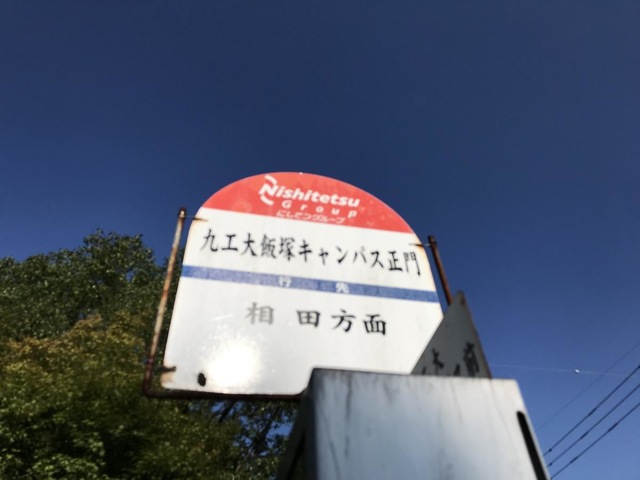 Nishitetsu
Group
にしてつグループ
九工大飯塚キャンパス正門
行先
相田方面